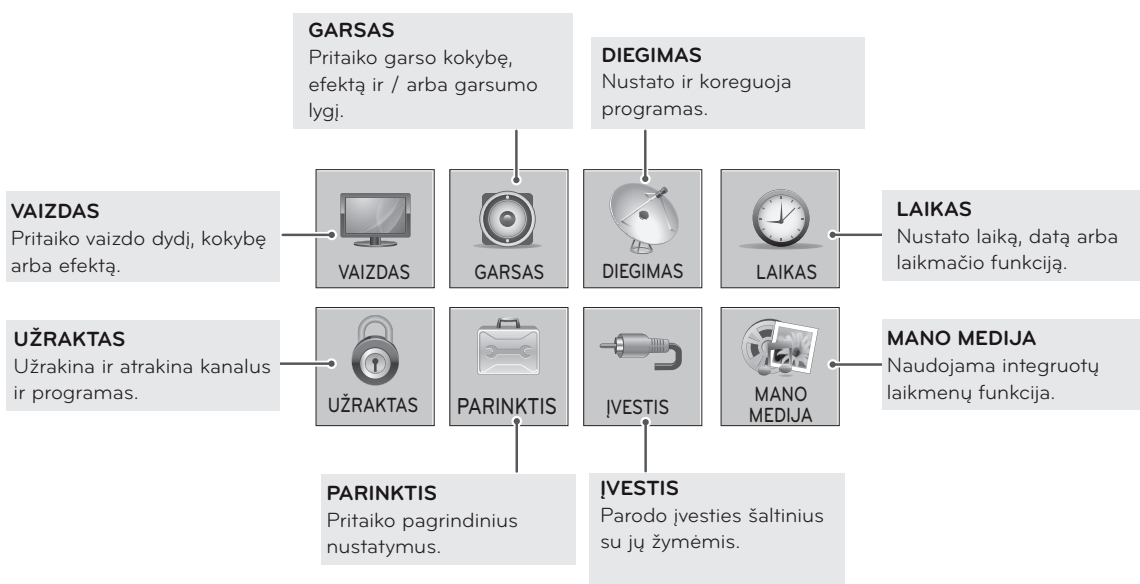 GARSAS
Pritaiko garso kokybę,
efektą ir / arba garsumo
lygį.
DIEGIMAS
Nustato ir koreguoja
programas.
VAIZDAS
Pritaiko vaizdo dydį, kokybę
arba efektą.
VAIZDAS
GARSAS
DIEGIMAS
LAIKAS
LAIKAS
Nustato laiką, datą arba
laikmačio funkciją.
UŽRAKTAS
Užrakina ir atrakina kanalus
ir programas.
UŽRAKTAS
PARINKTIS
ĮVESTIS
MANO
MEDIJA
MANO MEDIJA
Naudojama integruotų
laikmenų funkcija.
PARINKTIS
Pritaiko pagrindinius
nustatymus.
ĮVESTIS
Parodo įvesties šaltinius
su jų žymėmis.